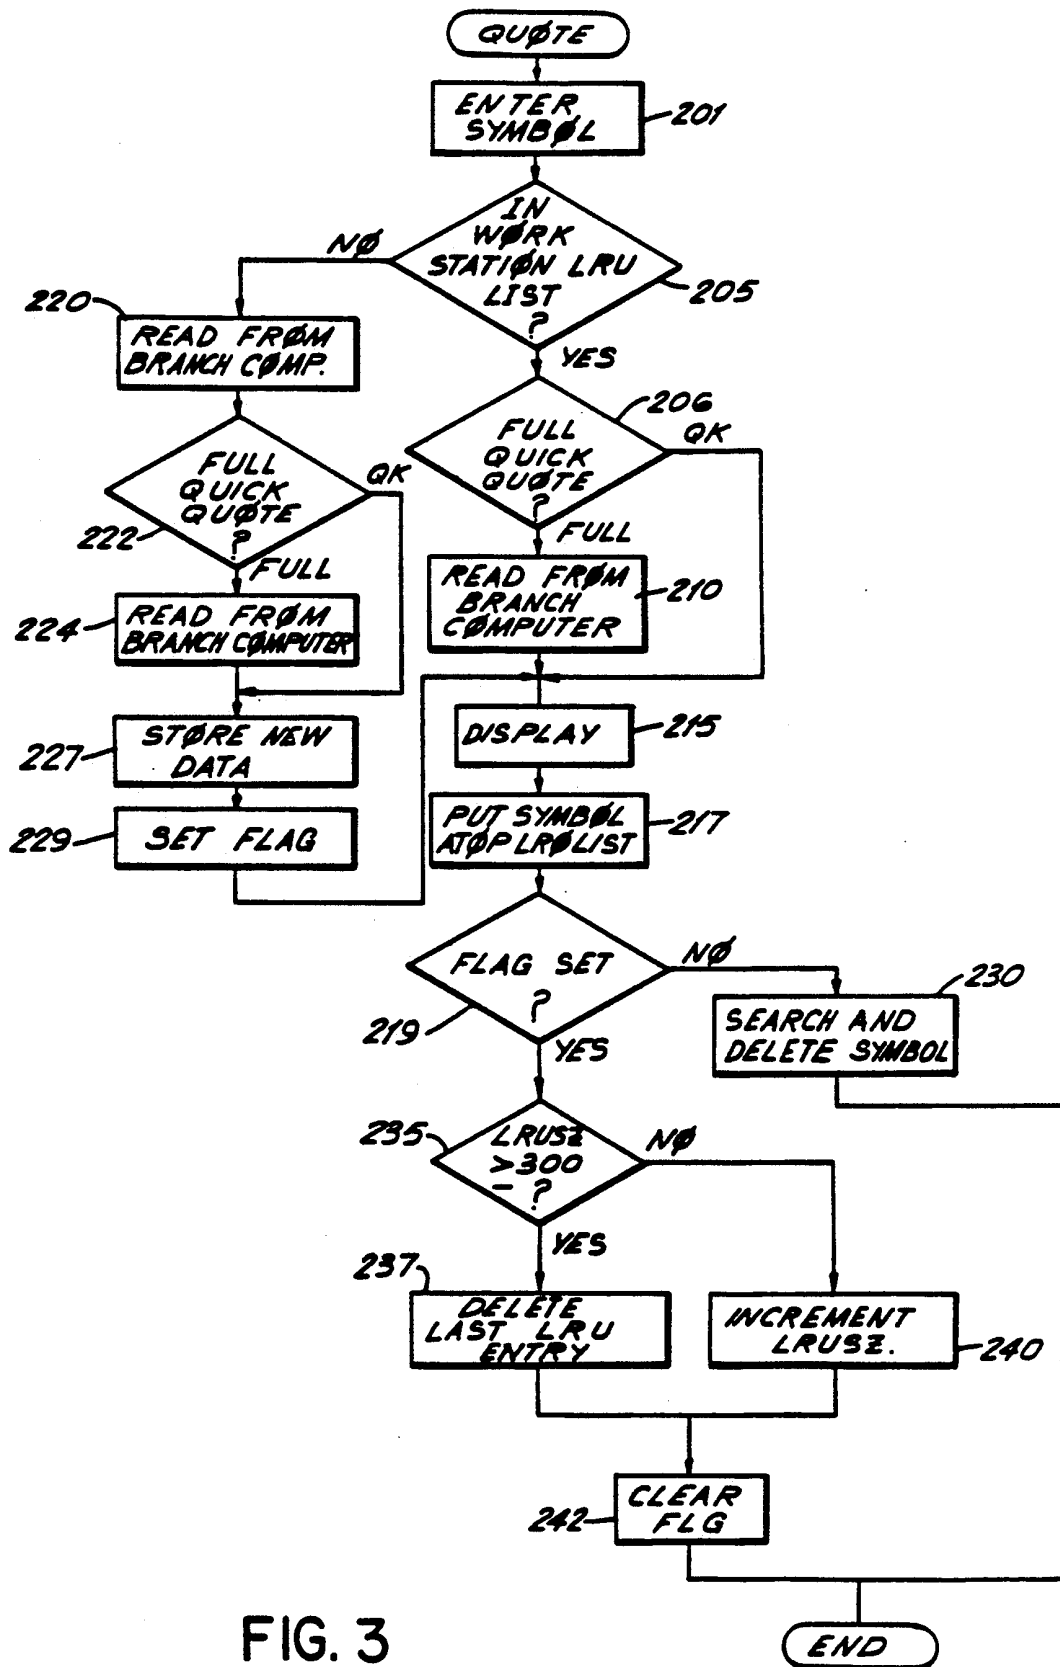 QUØTE
ENTER
SYMBØL
201
IN
WØRK
STATIØN LRU
LIST
?
205
NØ
YES
220
READ FRØM
BRANCH CØMP.
206
FULL
QUICK
QUØTE
?
QK
FULL
FULL
QUICK
QUØTE
?
222
QK
FULL
READ FRØM
BRANCH
CØMPUTER
210
224
READ FRØM
BRANCH CØMPUTER
DISPLAY
215
227
STØRE NEW
DATA
PUT SYMBØL
ATØP LRØ LIST
217
229
SET FLAG
FLAG SET
?
219
NØ
YES
230
SEARCH AND
DELETE SYMBOL
235
LRUSZ
>300
- ?
NØ
YES
237
DELETE
LAST LRU
ENTRY
INCREMENT
LRUSZ.
240
CLEAR
FLG
242
END
FIG. 3